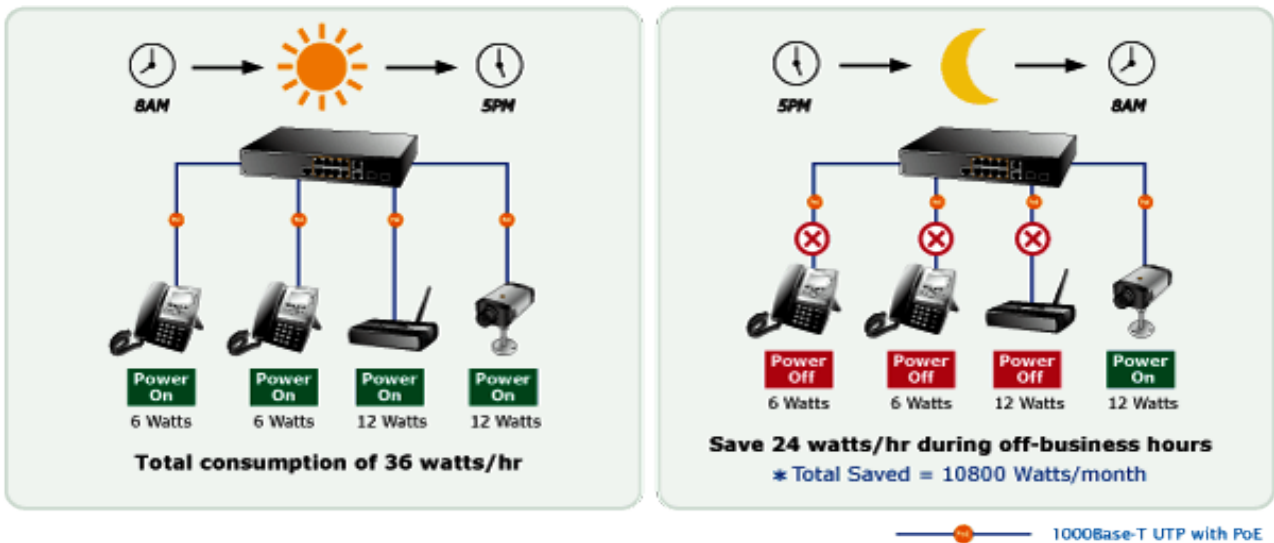 8AM
5PM
Power
On
6 Watts
Power
On
6 Watts
Power
On
12 Watts
Power
On
12 Watts
Total consumption of 36 watts/hr
5PM
8AM
Power
Off
6 Watts
Power
Off
6 Watts
Power
Off
12 Watts
Power
On
12 Watts
Save 24 watts/hr during off-business hours
* Total Saved = 10800 Watts/month
1000Base-T UTP with PoE